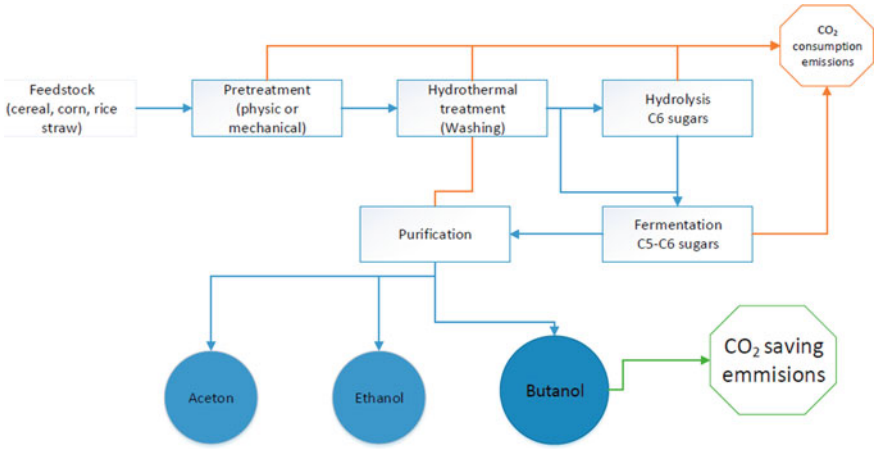 CO₂
consumption
emissions
Feedstock
(cereal, corn, rice
straw)
Pretreatment
(physic or
mechanical)
Hydrothermal
treatment
(Washing)
Hydrolysis
C6 sugars
Purification
Fermentation
C5-C6 sugars
Aceton
Ethanol
Butanol
CO₂ saving
emmisions